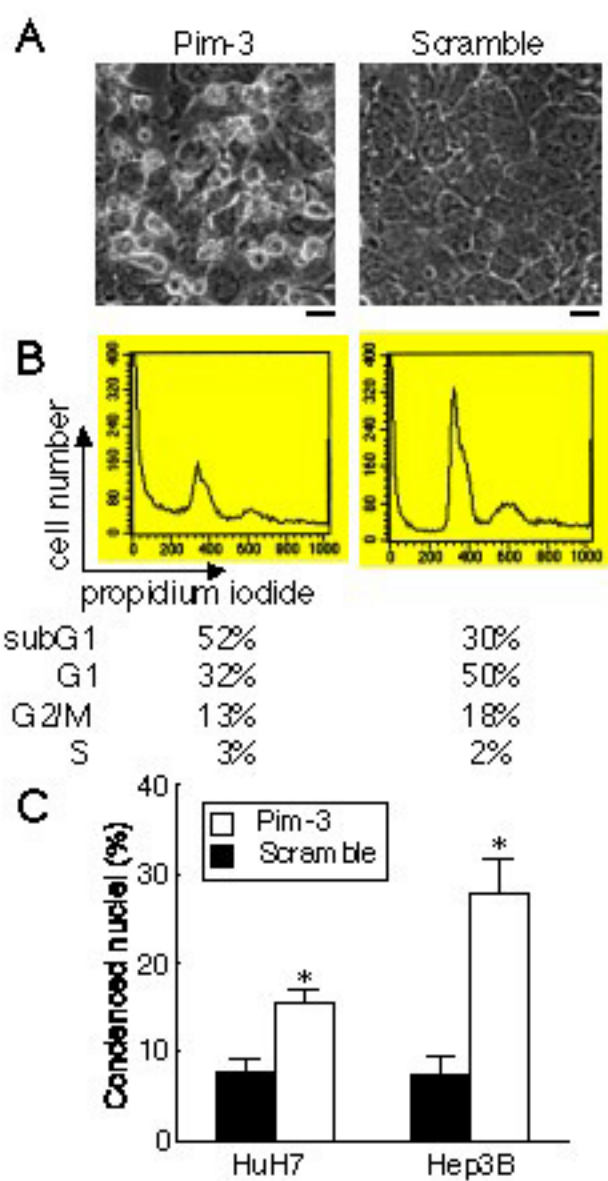 A
Pim-3 Scramble
B
cell number
400 320 240 160 80 0
0 200 400 600 800 1000
400 320 240 160 80 0
0 200 400 600 800 1000
propidium iodide
subG1 52% 30%
G1 32% 50%
G2/M 13% 18%
S 3% 2%
C
Condenced nuclei (%)
40
30
20
10
0
Pim-3
Scramble
*
*
HuH7 Hep3B